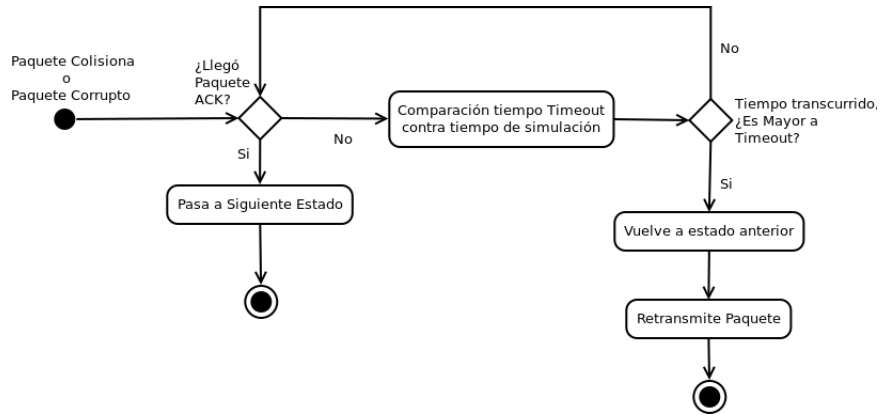 Paquete Colisiona
o
Paquete Corrupto
¿Llegó
Paquete
ACK?
No
Si
Comparación tiempo Timeout
contra tiempo de simulación
No
Tiempo transcurrido,
¿Es Mayor a
Timeout?
Si
Pasa a Siguiente Estado
Vuelve a estado anterior
Retransmite Paquete